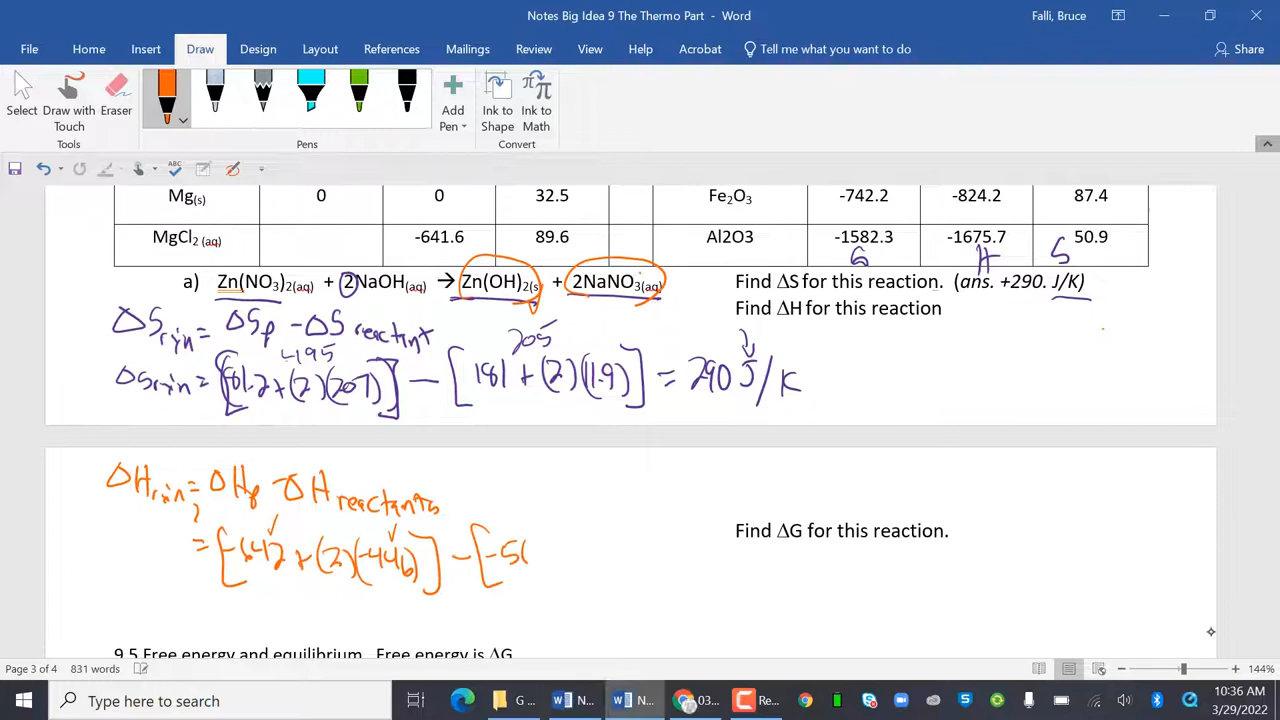 Notes Big Idea 9 The Thermo Part - Word
Falli, Bruce
File Home Insert Draw Design Layout References Mailings Review View Help Acrobat Tell me what you want to do Share
Select Draw with Touch Eraser Add Pen Ink to Shape Ink to Math
Tools Pens Convert
Mg(s) 0 0 32.5 Fe2O3 -742.2 -824.2 87.4
MgCl2 (aq) -641.6 89.6 Al2O3 -1582.3 -1675.7 50.9
G H S
a) Zn(NO3)2(aq) + 2NaOH(aq) → Zn(OH)2(s) + 2NaNO3(aq) Find ΔS for this reaction. (ans. +290. J/K)
Find ΔH for this reaction
ΔSrxn = ΔSp - ΔS reactant
-195 205
ΔSrxn = [81.2 + (2)(207)] - [181 + (2)(11.9)] = 290 J/K
ΔHrxn = ΔHp - ΔH reactants
= [-642 + (2)(-446)] - [-5
Find ΔG for this reaction.
9.5 Free energy and equilibrium. Free energy is ΔG
Page 3 of 4 831 words 144%
Type here to search G N... N... 03... Re... 10:36 AM
3/29/2022